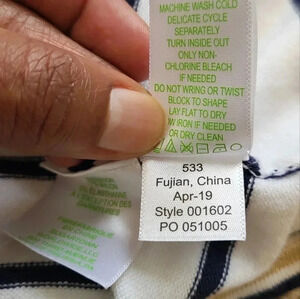 MACHINE WASH COLD
DELICATE CYCLE
SEPARATELY
TURN INSIDE OUT
ONLY NON-
CHLORINE BLEACH
IF NEEDED
DO NOT WRING OR TWIST
BLOCK TO SHAPE
LAY FLAT TO DRY
IRON IF NEEDED
OR DRY CLEAN
533
Fujian, China
Apr-19
Style 001602
PO 051005